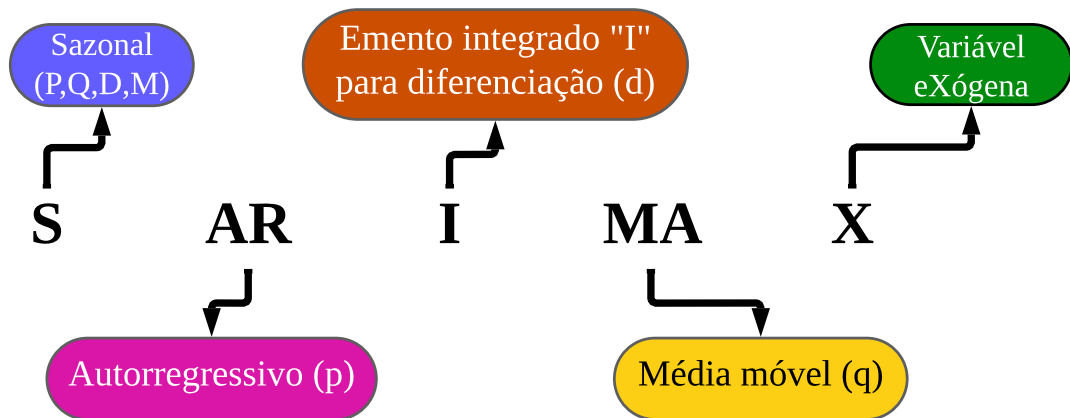 Sazonal
(P,Q,D,M)
Emento integrado "I"
para diferenciação (d)
Variável
eXógena
S
AR
I
MA
X
Autorregressivo (p)
Média móvel (q)